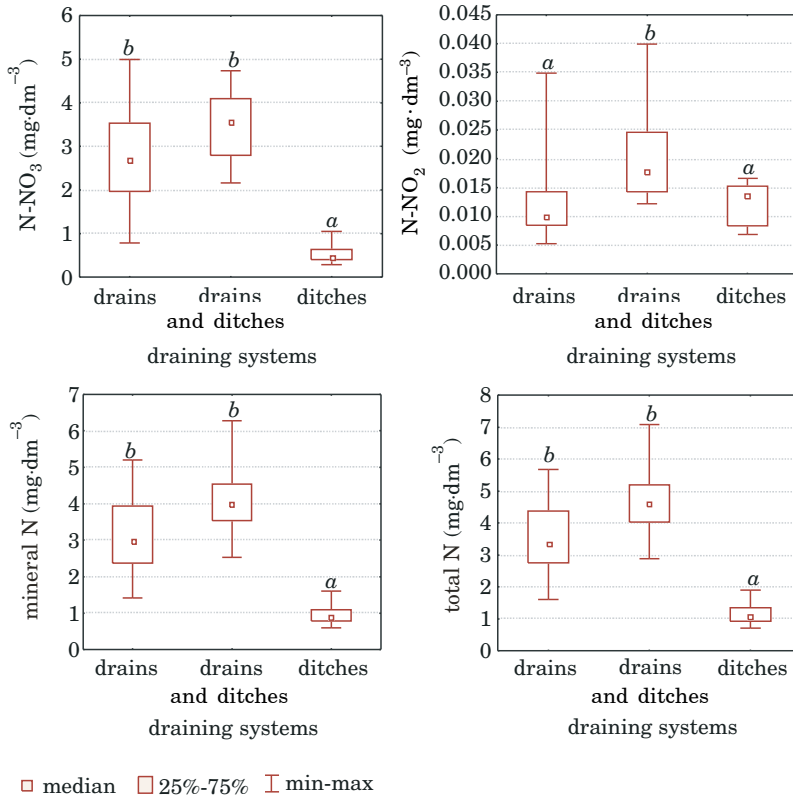 N-NO3 (mg·dm−3)
6
5
4
3
2
1
0
b
b
a
drains
drains
ditches
and ditches
draining systems
N-NO2 (mg·dm−3)
0.045
0.040
0.035
0.030
0.025
0.020
0.015
0.010
0.005
0.000
a
b
a
drains
drains
ditches
and ditches
draining systems
mineral N (mg·dm−3)
7
6
5
4
3
2
1
0
b
b
a
drains
drains
ditches
and ditches
draining systems
total N (mg·dm−3)
8
7
6
5
4
3
2
1
0
b
b
a
drains
drains
ditches
and ditches
draining systems
median 25%-75% min-max